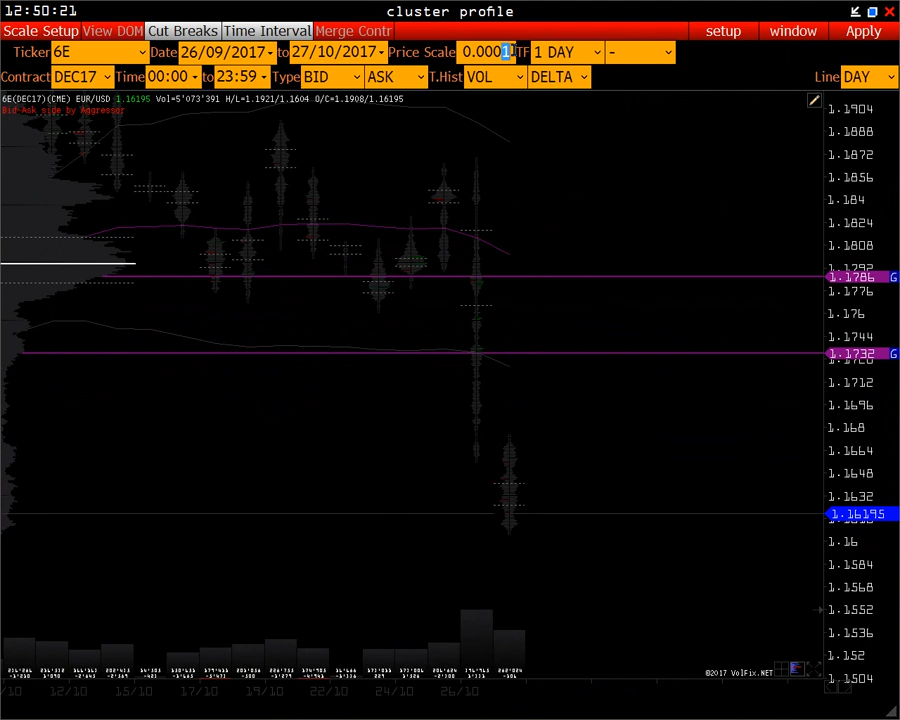 12:50:21 cluster profile
Scale Setup View DOM Cut Breaks Time Interval Merge Contr setup window Apply
Ticker 6E Date 26/09/2017 to 27/10/2017 Price Scale 0.0001 TF 1 DAY -
Contract DEC17 Time 00:00 to 23:59 Type BID ASK T.Hist VOL DELTA Line DAY
6E(DEC17)(CME) EUR/USD 1.16195 Vol=5'073'391 H/L=1.1921/1.1604 O/C=1.1908/1.16195
Bid-Ask side by Aggressor
1.1904
1.1888
1.1872
1.1856
1.184
1.1824
1.1808
1.1792
1.1786 G
1.1776
1.176
1.1744
1.1732 G
1.1712
1.1696
1.168
1.1664
1.1648
1.1632
1.16195
1.16
1.1584
1.1568
1.1552
1.1536
1.152
1.1504
©2017 VolFix.NET
/10 12/10 15/10 17/10 19/10 22/10 24/10 26/10